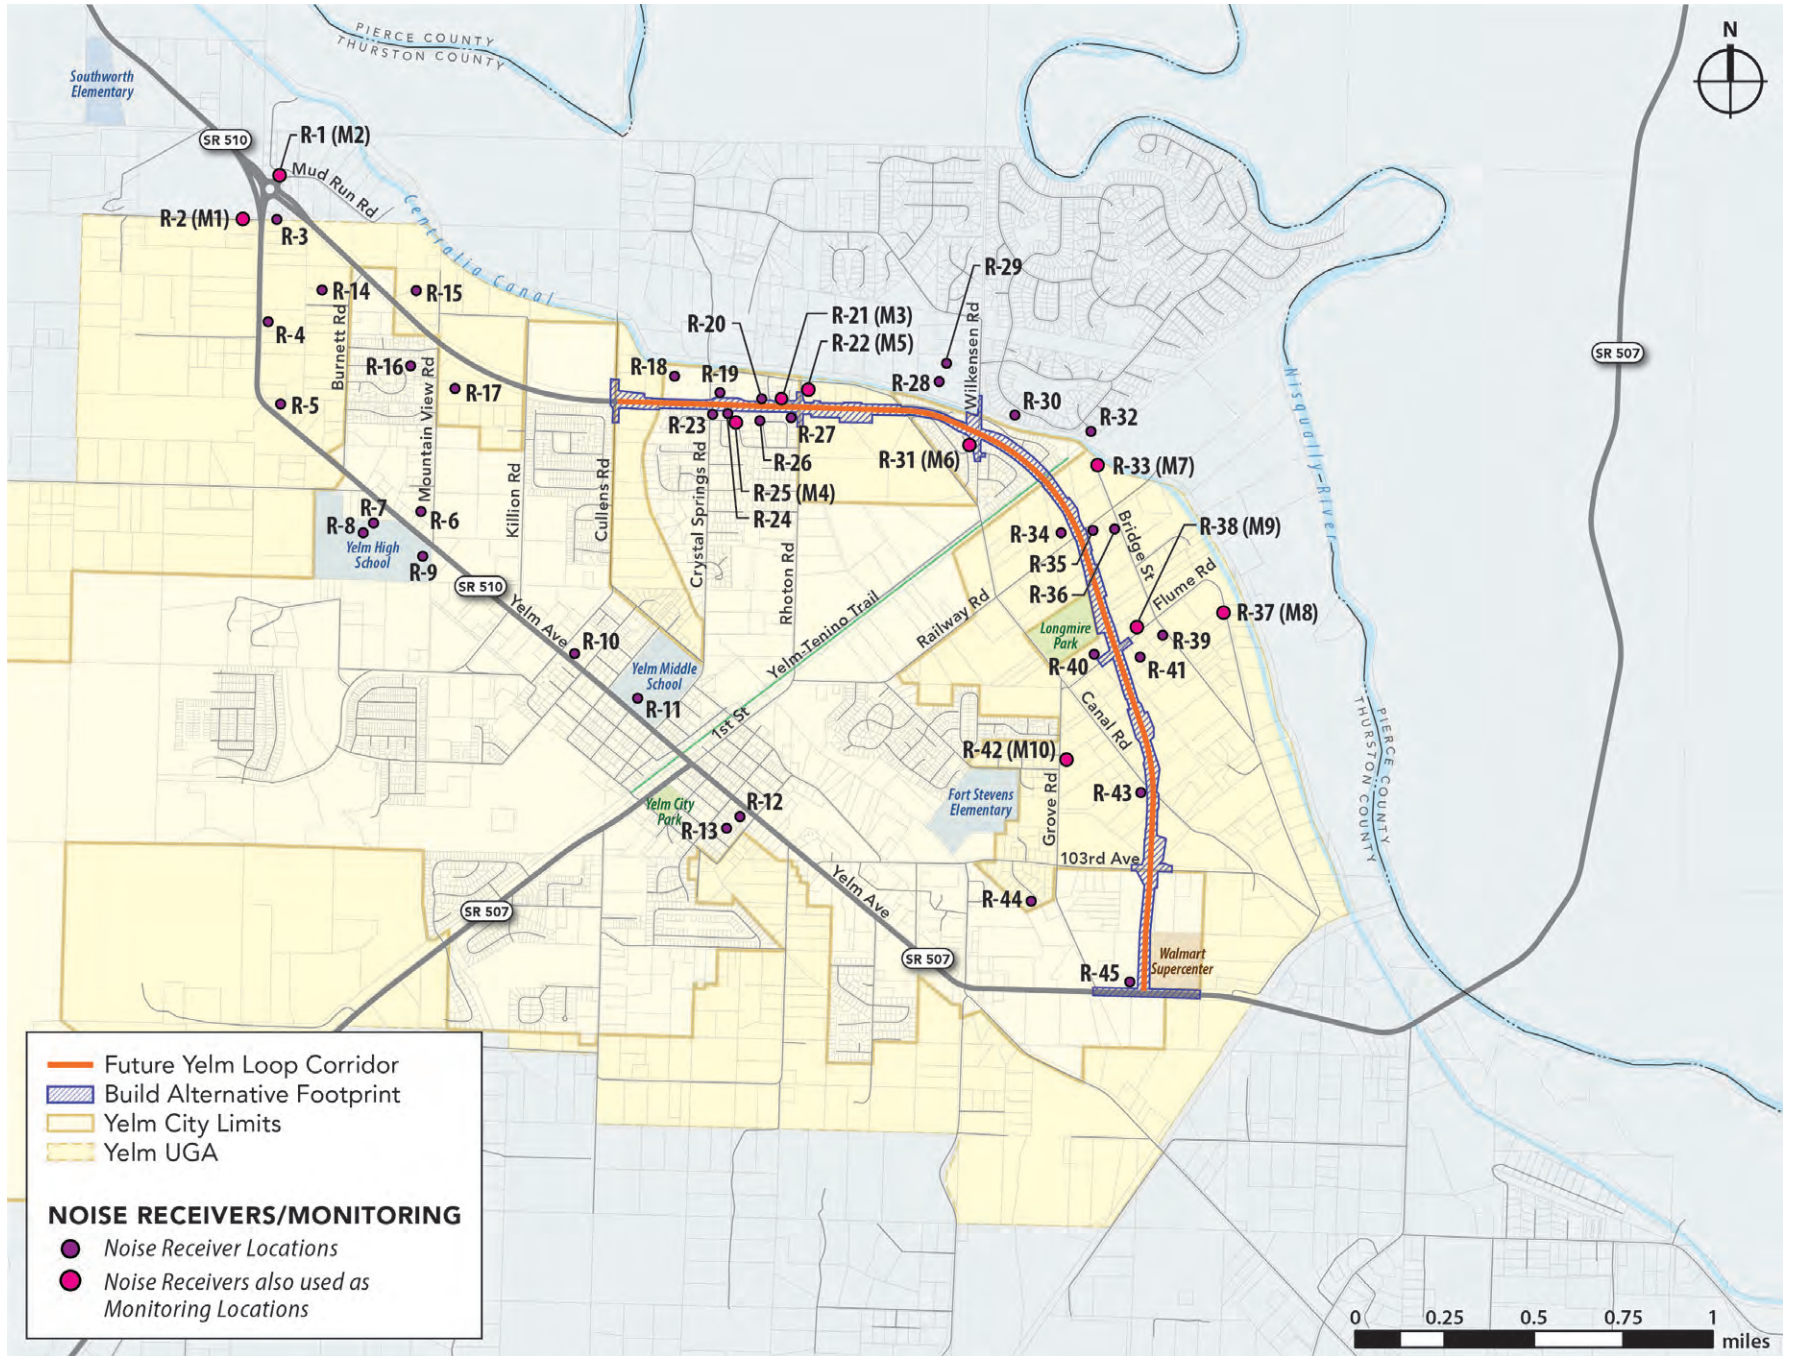 PIERCE COUNTY
THURSTON COUNTY
N
Southworth
Elementary
SR 510
R-1 (M2)
Mud Run Rd
R-2 (M1)
R-3
Centralia Canal
R-29
R-14
R-15
Burnett Rd
R-4
R-20
R-21 (M3)
R-22 (M5)
Wilkensen Rd
SR 507
R-16
Mountain View Rd
R-17
R-18
R-19
R-28
R-5
R-30
R-32
Nisqually River
R-23
R-27
R-26
R-31 (M6)
R-33 (M7)
Killion Rd
Cullens Rd
Crystal Springs Rd
R-25 (M4)
R-24
R-7
R-8
R-6
Yelm High
School
R-9
Rhoton Rd
R-34
R-35
R-36
Bridge St
R-38 (M9)
Flume Rd
SR 510
Yelm Ave
Yelm-Tenino Trail
Railway Rd
R-37 (M8)
Longmire
Park
R-39
R-10
Yelm Middle
School
R-40
R-41
R-11
1st St
Canal Rd
PIERCE COUNTY
THURSTON COUNTY
R-42 (M10)
Fort Stevens
Elementary
Grove Rd
R-43
Yelm City
Park
R-12
R-13
103rd Ave
Yelm Ave
R-44
SR 507
SR 507
Walmart
Supercenter
R-45
Future Yelm Loop Corridor
Build Alternative Footprint
Yelm City Limits
Yelm UGA
NOISE RECEIVERS/MONITORING
Noise Receiver Locations
Noise Receivers also used as
Monitoring Locations
0 0.25 0.5 0.75 1
miles